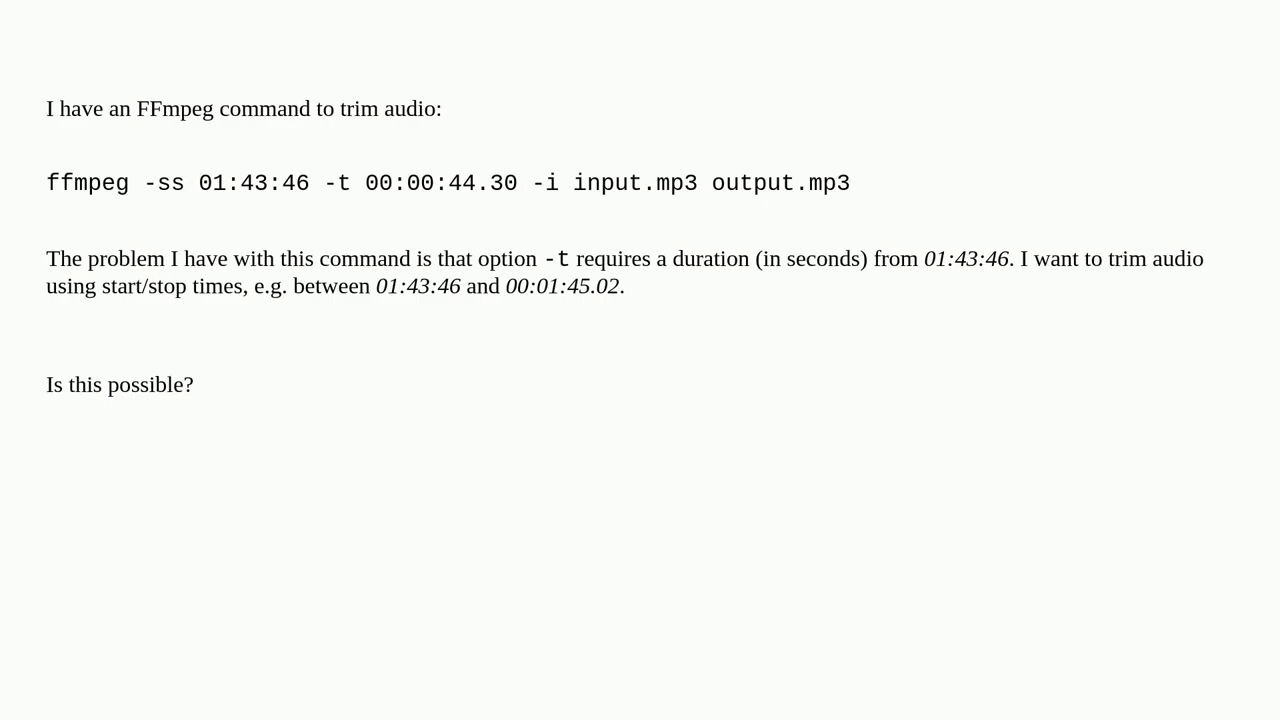 I have an FFmpeg command to trim audio:
ffmpeg -ss 01:43:46 -t 00:00:44.30 -i input.mp3 output.mp3
The problem I have with this command is that option -t requires a duration (in seconds) from 01:43:46. I want to trim audio
using start/stop times, e.g. between 01:43:46 and 00:01:45.02.
Is this possible?